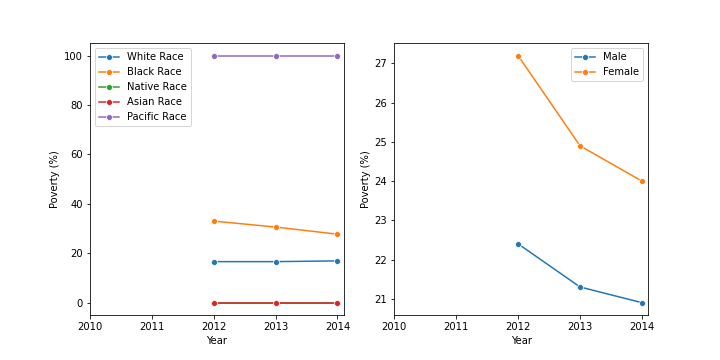 100
80
60
40
20
0
Poverty (%)
2010 2011 2012 2013 2014
Year
White Race
Black Race
Native Race
Asian Race
Pacific Race
27
26
25
24
23
22
21
Poverty (%)
2010 2011 2012 2013 2014
Year
Male
Female